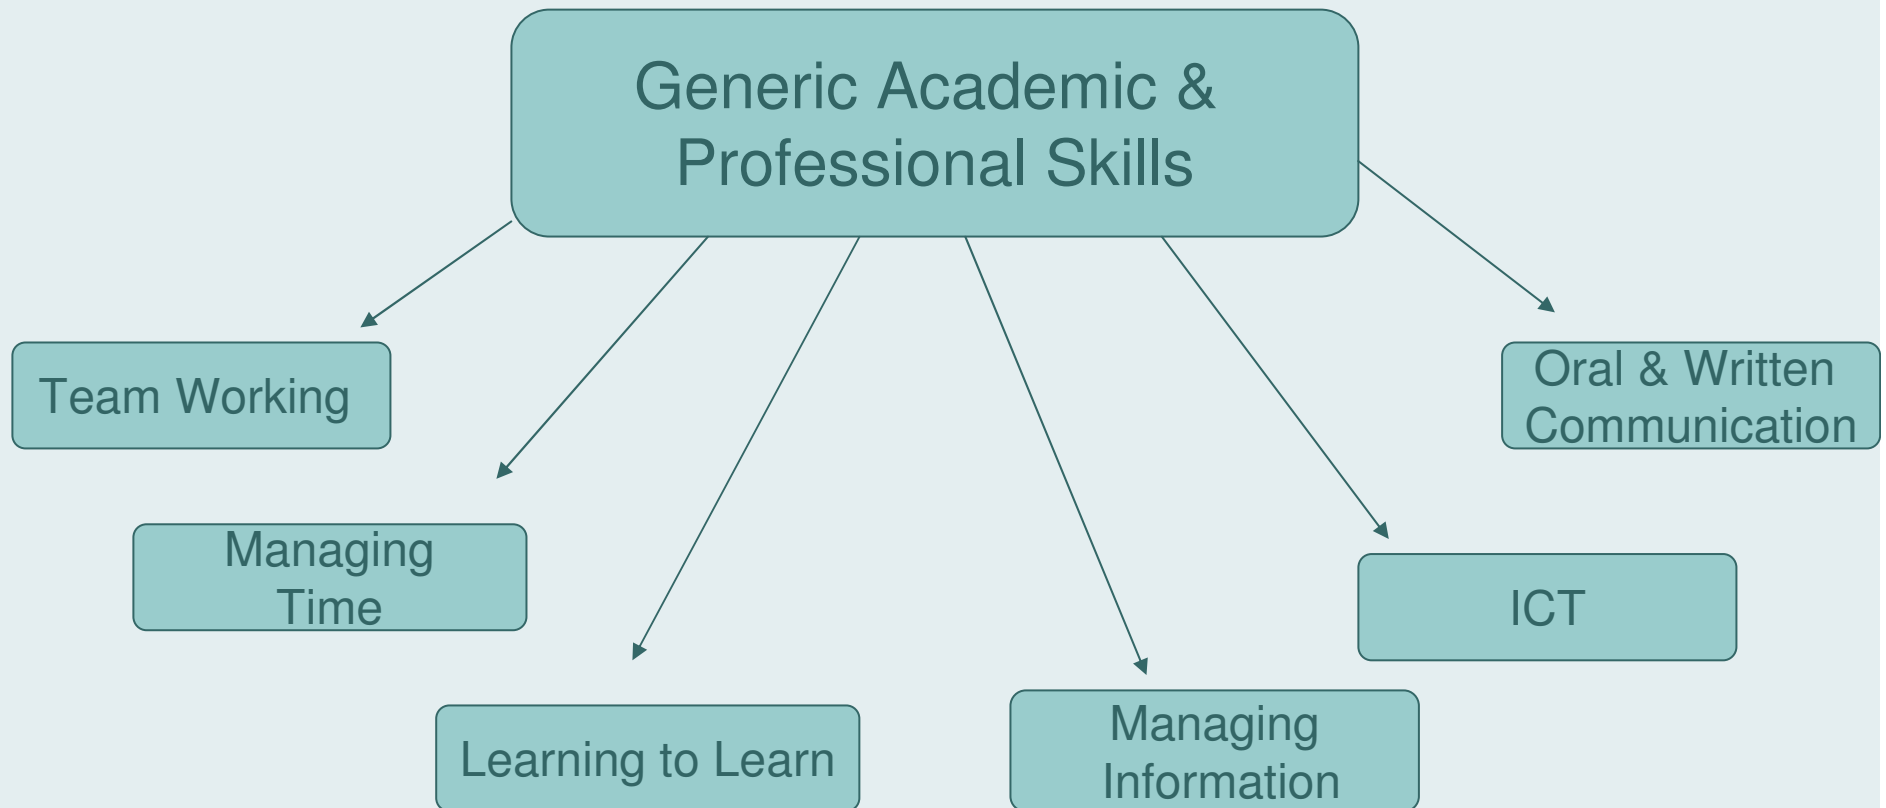 Generic Academic &
Professional Skills
Team Working
Oral & Written
Communication
Managing
Time
ICT
Learning to Learn
Managing
Information